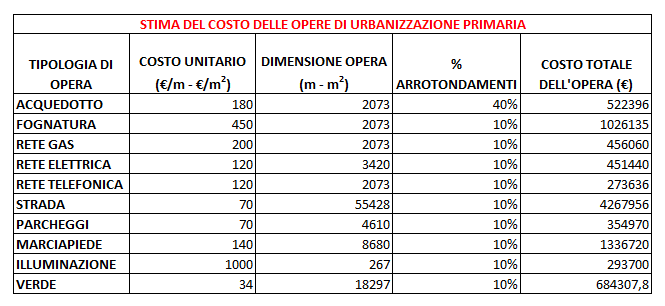 STIMA DEL COSTO DELLE OPERE DI URBANIZZAZIONE PRIMARIA
TIPOLOGIA DI OPERA COSTO UNITARIO (€/m - €/m²) DIMENSIONE OPERA (m - m²) % ARROTONDAMENTI COSTO TOTALE DELL'OPERA (€)
ACQUEDOTTO 180 2073 40% 522396
FOGNATURA 450 2073 10% 1026135
RETE GAS 200 2073 10% 456060
RETE ELETTRICA 120 3420 10% 451440
RETE TELEFONICA 120 2073 10% 273636
STRADA 70 55428 10% 4267956
PARCHEGGI 70 4610 10% 354970
MARCIAPIEDE 140 8680 10% 1336720
ILLUMINAZIONE 1000 267 10% 293700
VERDE 34 18297 10% 684307,8